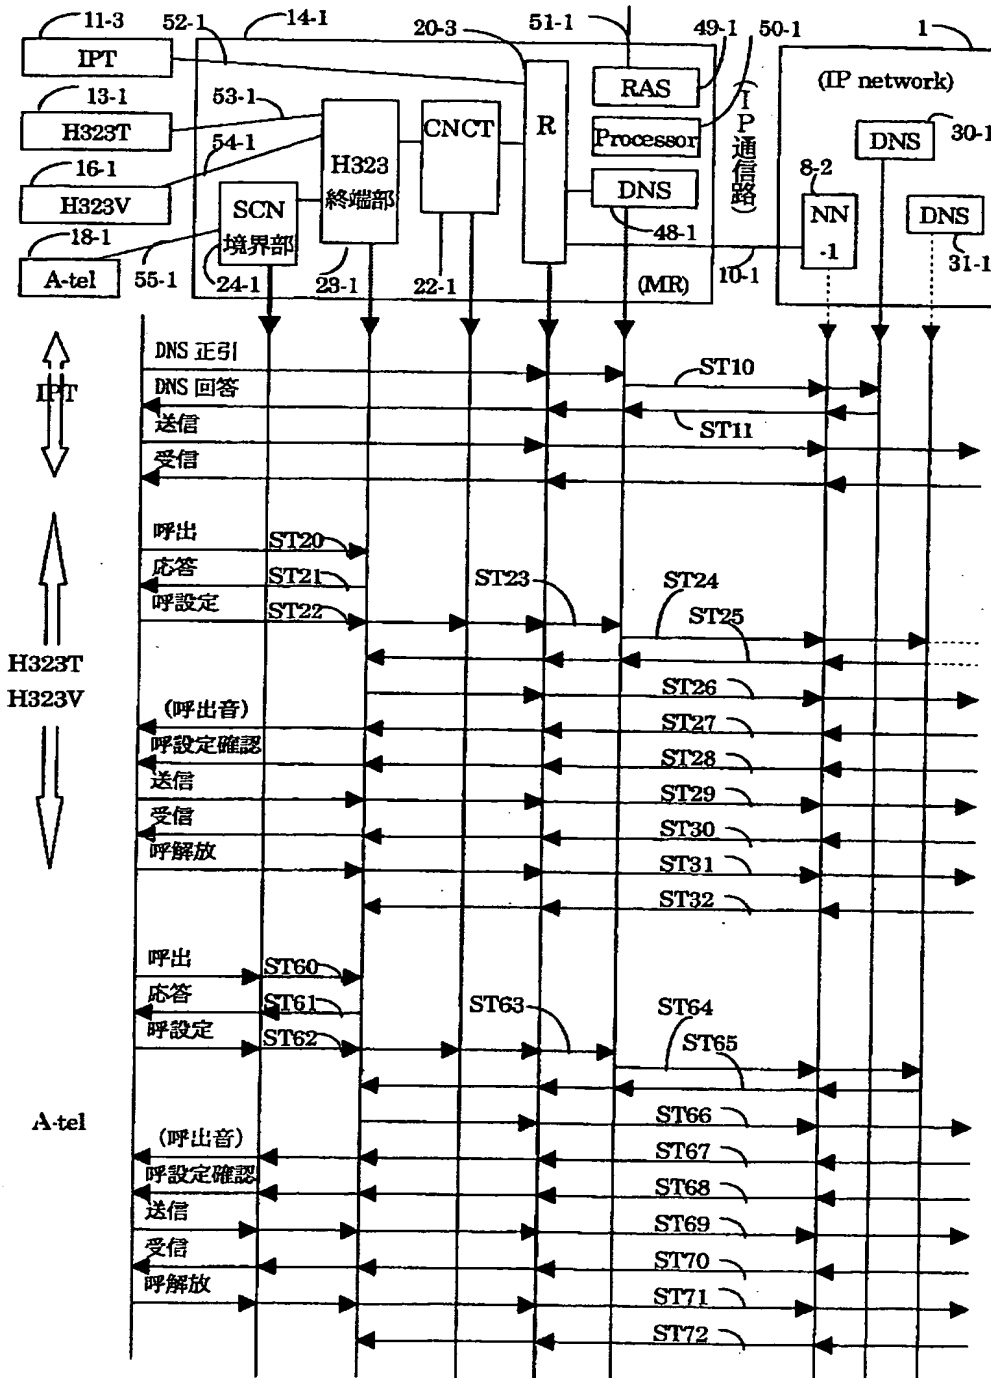 11-3
52-1
14-1
20-3
51-1
49-1
50-1
1
IPT
RAS
(IP network)
13-1
53-1
CNCT
R
Processor
DNS
30-1
H323T
H323
終端部
(IP通信路)
54-1
16-1
DNS
8-2
H323V
SCN
境界部
NN
-1
DNS
18-1
48-1
A-tel
55-1
24-1
23-1
22-1
(MR)
10-1
31-1
IPT
DNS 正引
ST10
DNS 回答
ST11
送信
受信
H323T
H323V
呼出
ST20
応答
ST21
ST23
ST24
呼設定
ST22
ST25
ST26
(呼出音)
ST27
呼設定確認
ST28
送信
ST29
受信
ST30
呼解放
ST31
ST32
A-tel
呼出
ST60
応答
ST61
ST63
ST64
呼設定
ST62
ST65
ST66
(呼出音)
ST67
呼設定確認
ST68
送信
ST69
受信
ST70
呼解放
ST71
ST72